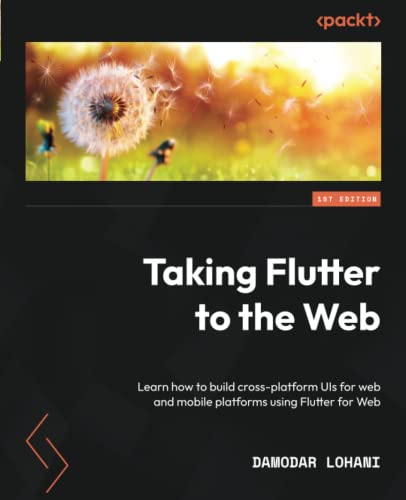 <packt>
1ST EDITION
Taking Flutter
to the Web
Learn how to build cross-platform UIs for web
and mobile platforms using Flutter for Web
DAMODAR LOHANI